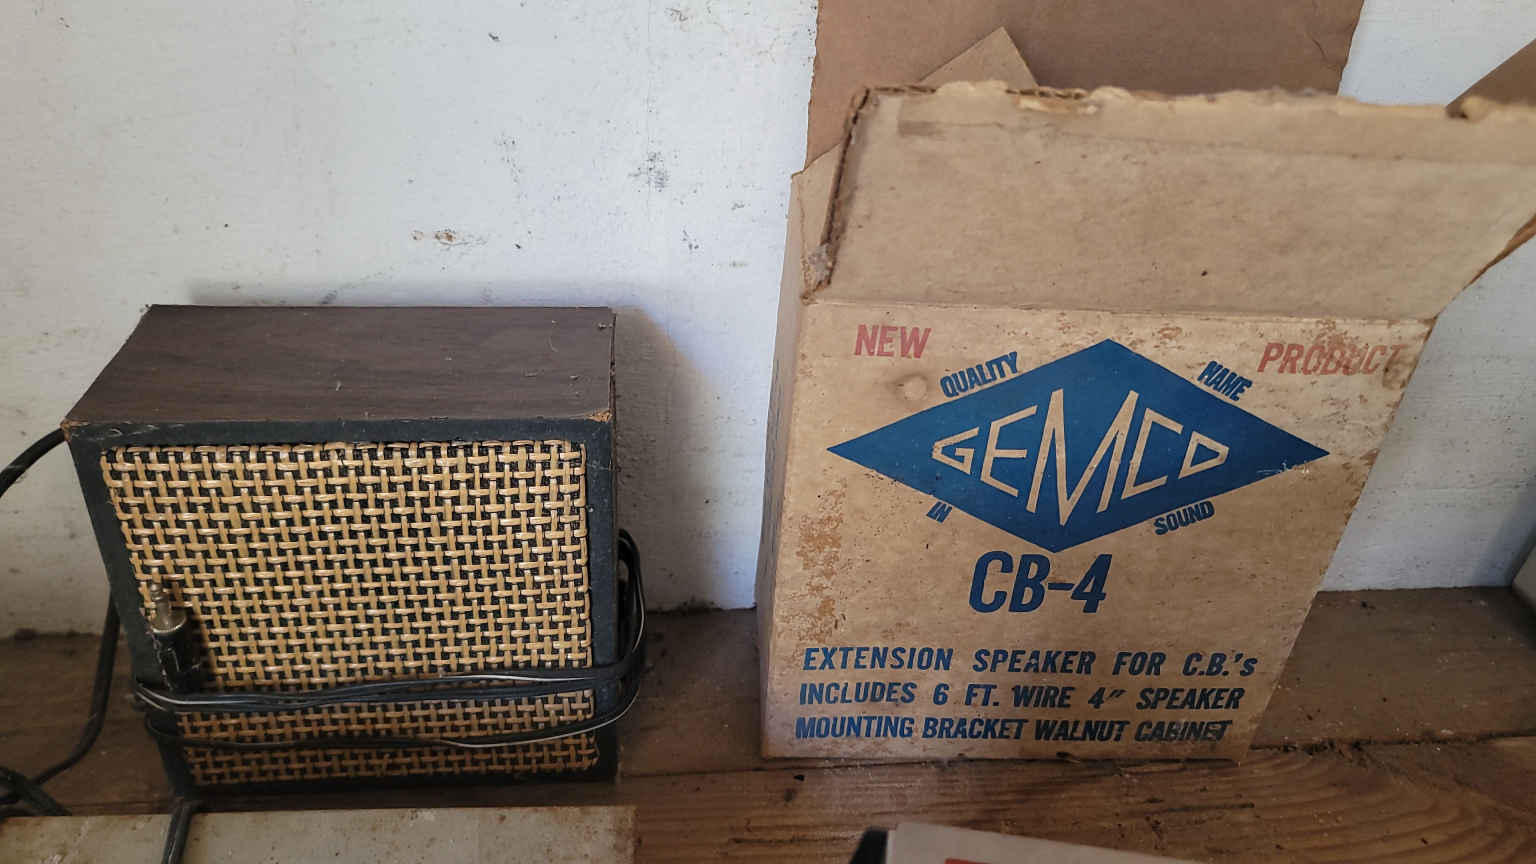 NEW
PRODUCT
QUALITY
NAME
GEMCO
IN
SOUND
CB-4
EXTENSION SPEAKER FOR C.B.'s
INCLUDES 6 FT. WIRE 4" SPEAKER
MOUNTING BRACKET WALNUT CABINET